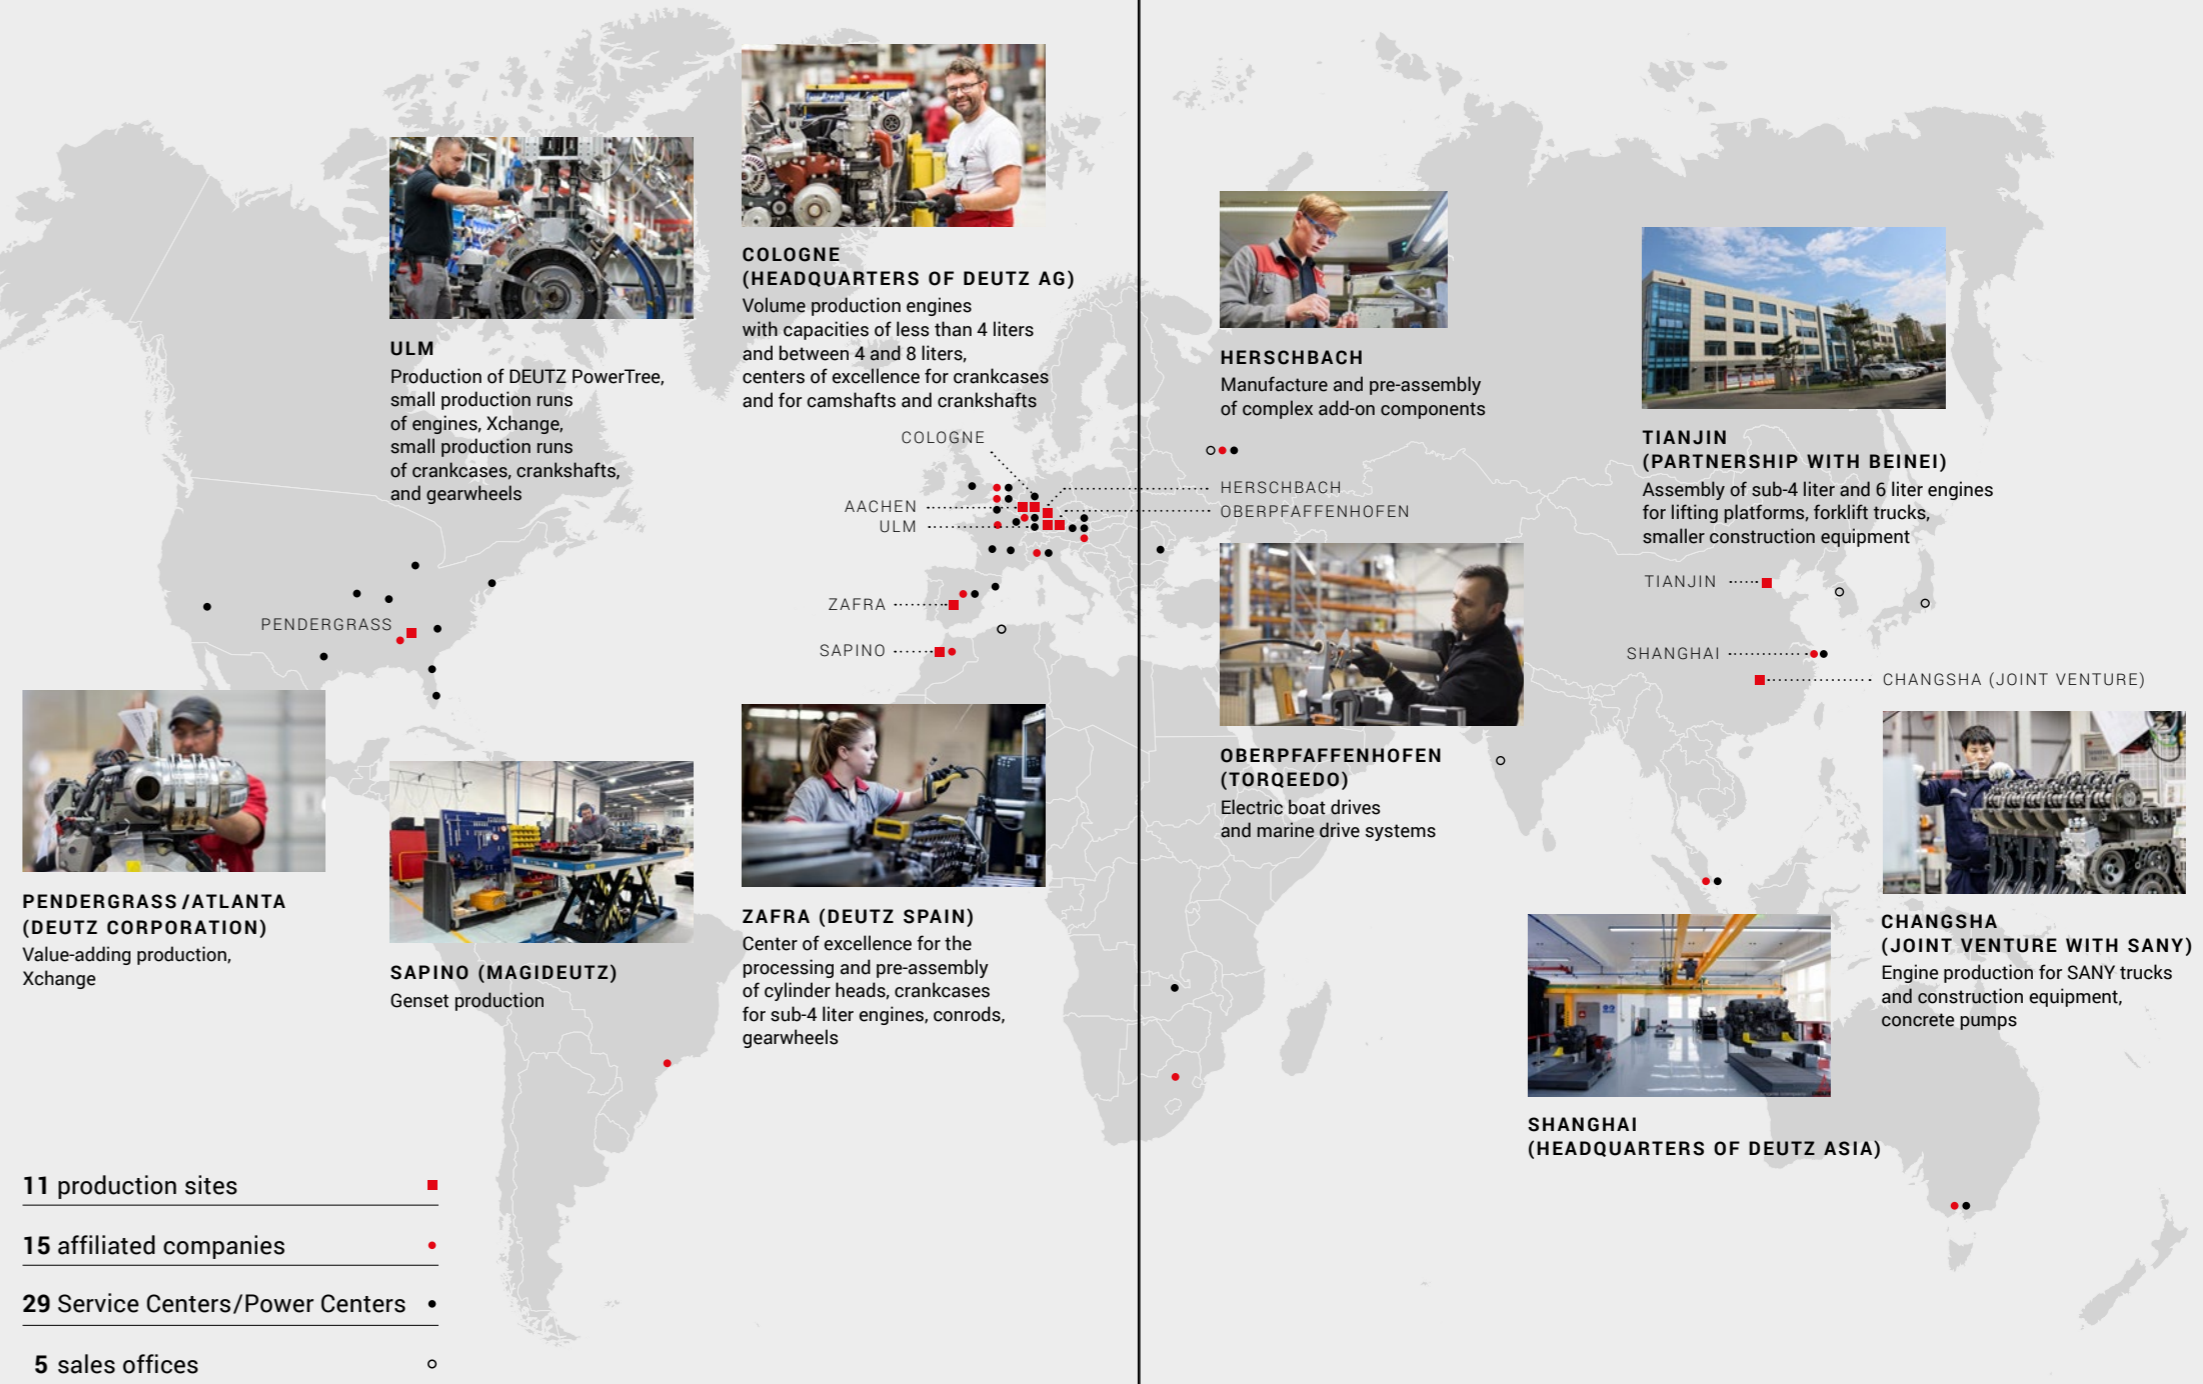 ULM
Production of DEUTZ PowerTree,
small production runs
of engines, Xchange,
small production runs
of crankcases, crankshafts,
and gearwheels
COLOGNE
(HEADQUARTERS OF DEUTZ AG)
Volume production engines
with capacities of less than 4 liters
and between 4 and 8 liters,
centers of excellence for crankcases
and for camshafts and crankshafts
HERSCHBACH
Manufacture and pre-assembly
of complex add-on components
TIANJIN
(PARTNERSHIP WITH BEINEI)
Assembly of sub-4 liter and 6 liter engines
for lifting platforms, forklift trucks,
smaller construction equipment
COLOGNE
AACHEN
ULM
ZAFRA
SAPINO
PENDERGRASS
HERSCHBACH
OBERPFAFFENHOFEN
TIANJIN
SHANGHAI
CHANGSHA (JOINT VENTURE)
PENDERGRASS/ATLANTA
(DEUTZ CORPORATION)
Value-adding production,
Xchange
SAPINO (MAGIDEUTZ)
Genset production
ZAFRA (DEUTZ SPAIN)
Center of excellence for the
processing and pre-assembly
of cylinder heads, crankcases
for sub-4 liter engines, conrods,
gearwheels
OBERPFAFFENHOFEN
(TORQEEDO)
Electric boat drives
and marine drive systems
CHANGSHA
(JOINT VENTURE WITH SANY)
Engine production for SANY trucks
and construction equipment,
concrete pumps
SHANGHAI
(HEADQUARTERS OF DEUTZ ASIA)
11 production sites
15 affiliated companies
29 Service Centers/Power Centers
5 sales offices